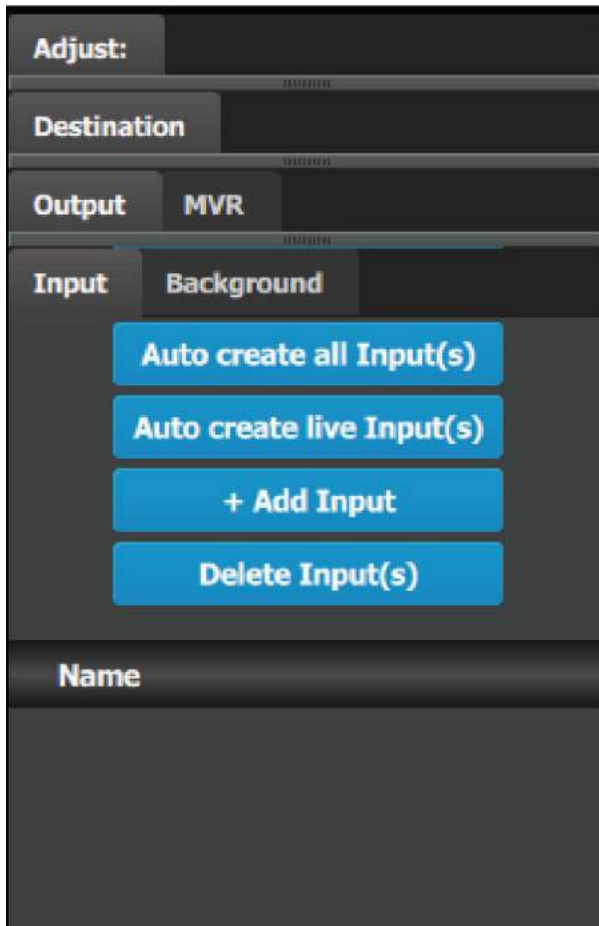 Adjust:
Destination
Output MVR
Input Background
Auto create all Input(s)
Auto create live Input(s)
+ Add Input
Delete Input(s)
Name